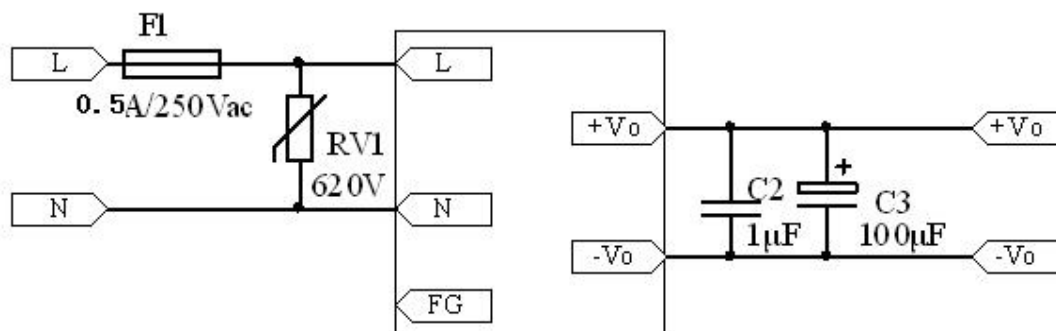 F1
L
L
0.5A/250Vac
+Vo
+Vo
RV1
620V
C2
1μF
C3
100μF
N
N
-Vo
-Vo
FG